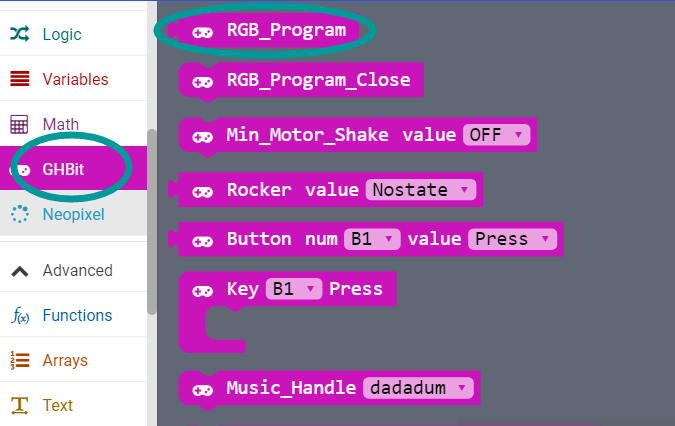 Logic
Variables
Math
GHBit
Neopixel
Advanced
Functions
Arrays
Text
RGB_Program
RGB_Program_Close
Min_Motor_Shake value OFF
Rocker value Nostate
Button num B1 value Press
Key B1 Press
Music_Handle dadadum